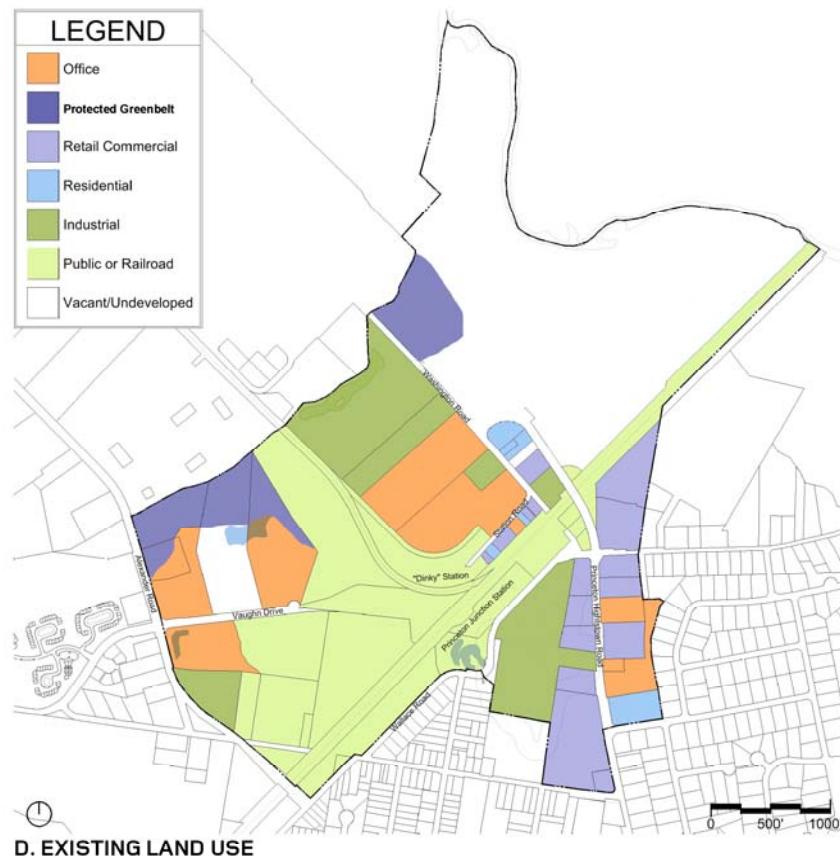 LEGEND
Office
Protected Greenbelt
Retail Commercial
Residential
Industrial
Public or Railroad
Vacant/Undeveloped
Washington Road
Station Road
"Dinky" Station
Alexander Road
Vaughn Drive
Princeton Junction Station
Princeton Hightstown Road
Wallace Road
0 500' 1000
D. EXISTING LAND USE